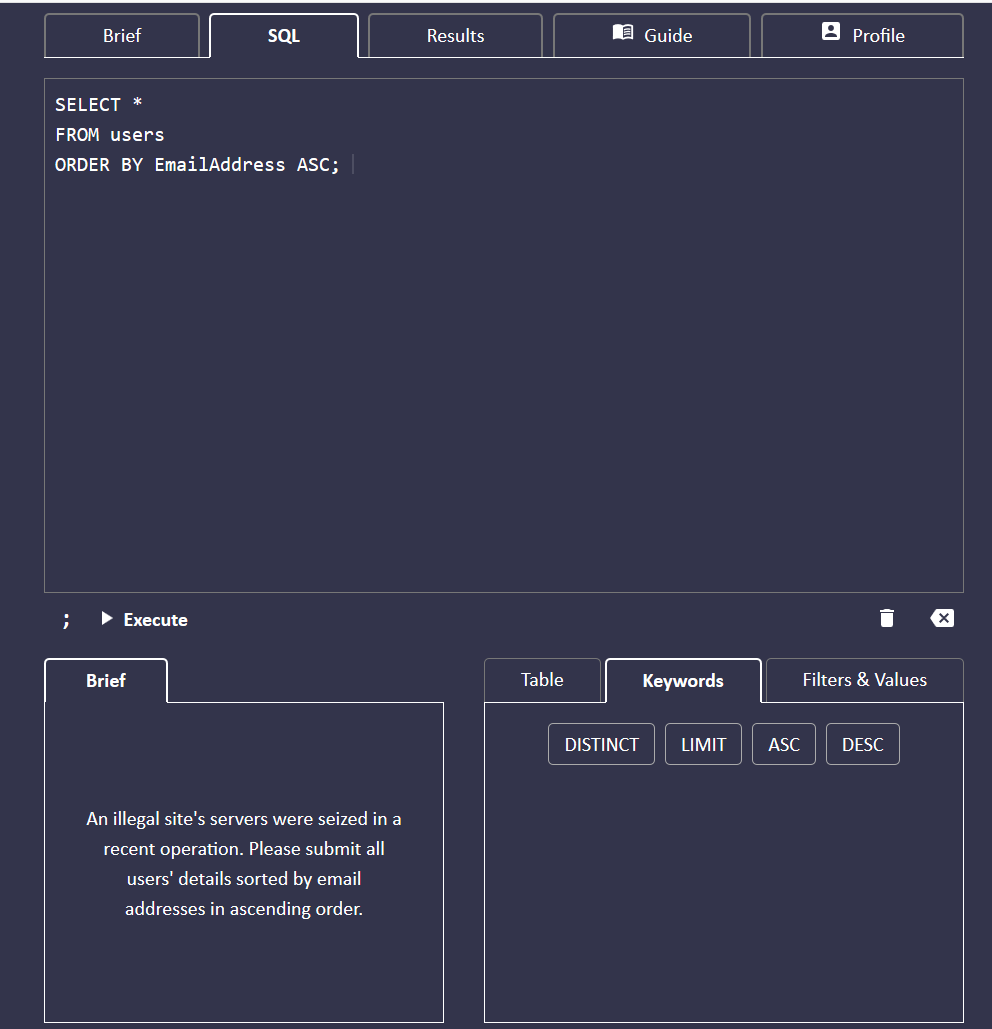 Brief
SQL
Results
Guide
Profile
SELECT *
FROM users
ORDER BY EmailAddress ASC;
;
Execute
Brief
An illegal site's servers were seized in a
recent operation. Please submit all
users' details sorted by email
addresses in ascending order.
Table
Keywords
Filters & Values
DISTINCT
LIMIT
ASC
DESC